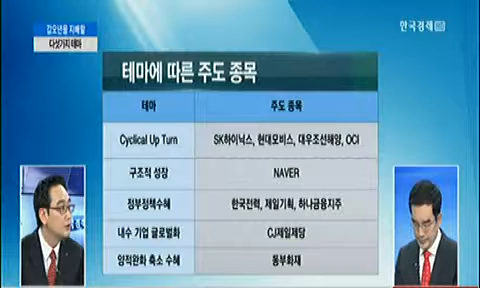 갑오년을 지배할
다섯가지 테마
한국경제
테마에 따른 주도 종목
테마 주도 종목
Cyclical Up Turn SK하이닉스, 현대모비스, 대우조선해양, OCI
구조적 성장 NAVER
정부정책수혜 한국전력, 제일기획, 하나금융지주
내수 기업 글로벌화 CJ제일제당
양적완화 축소 수혜 동부화재